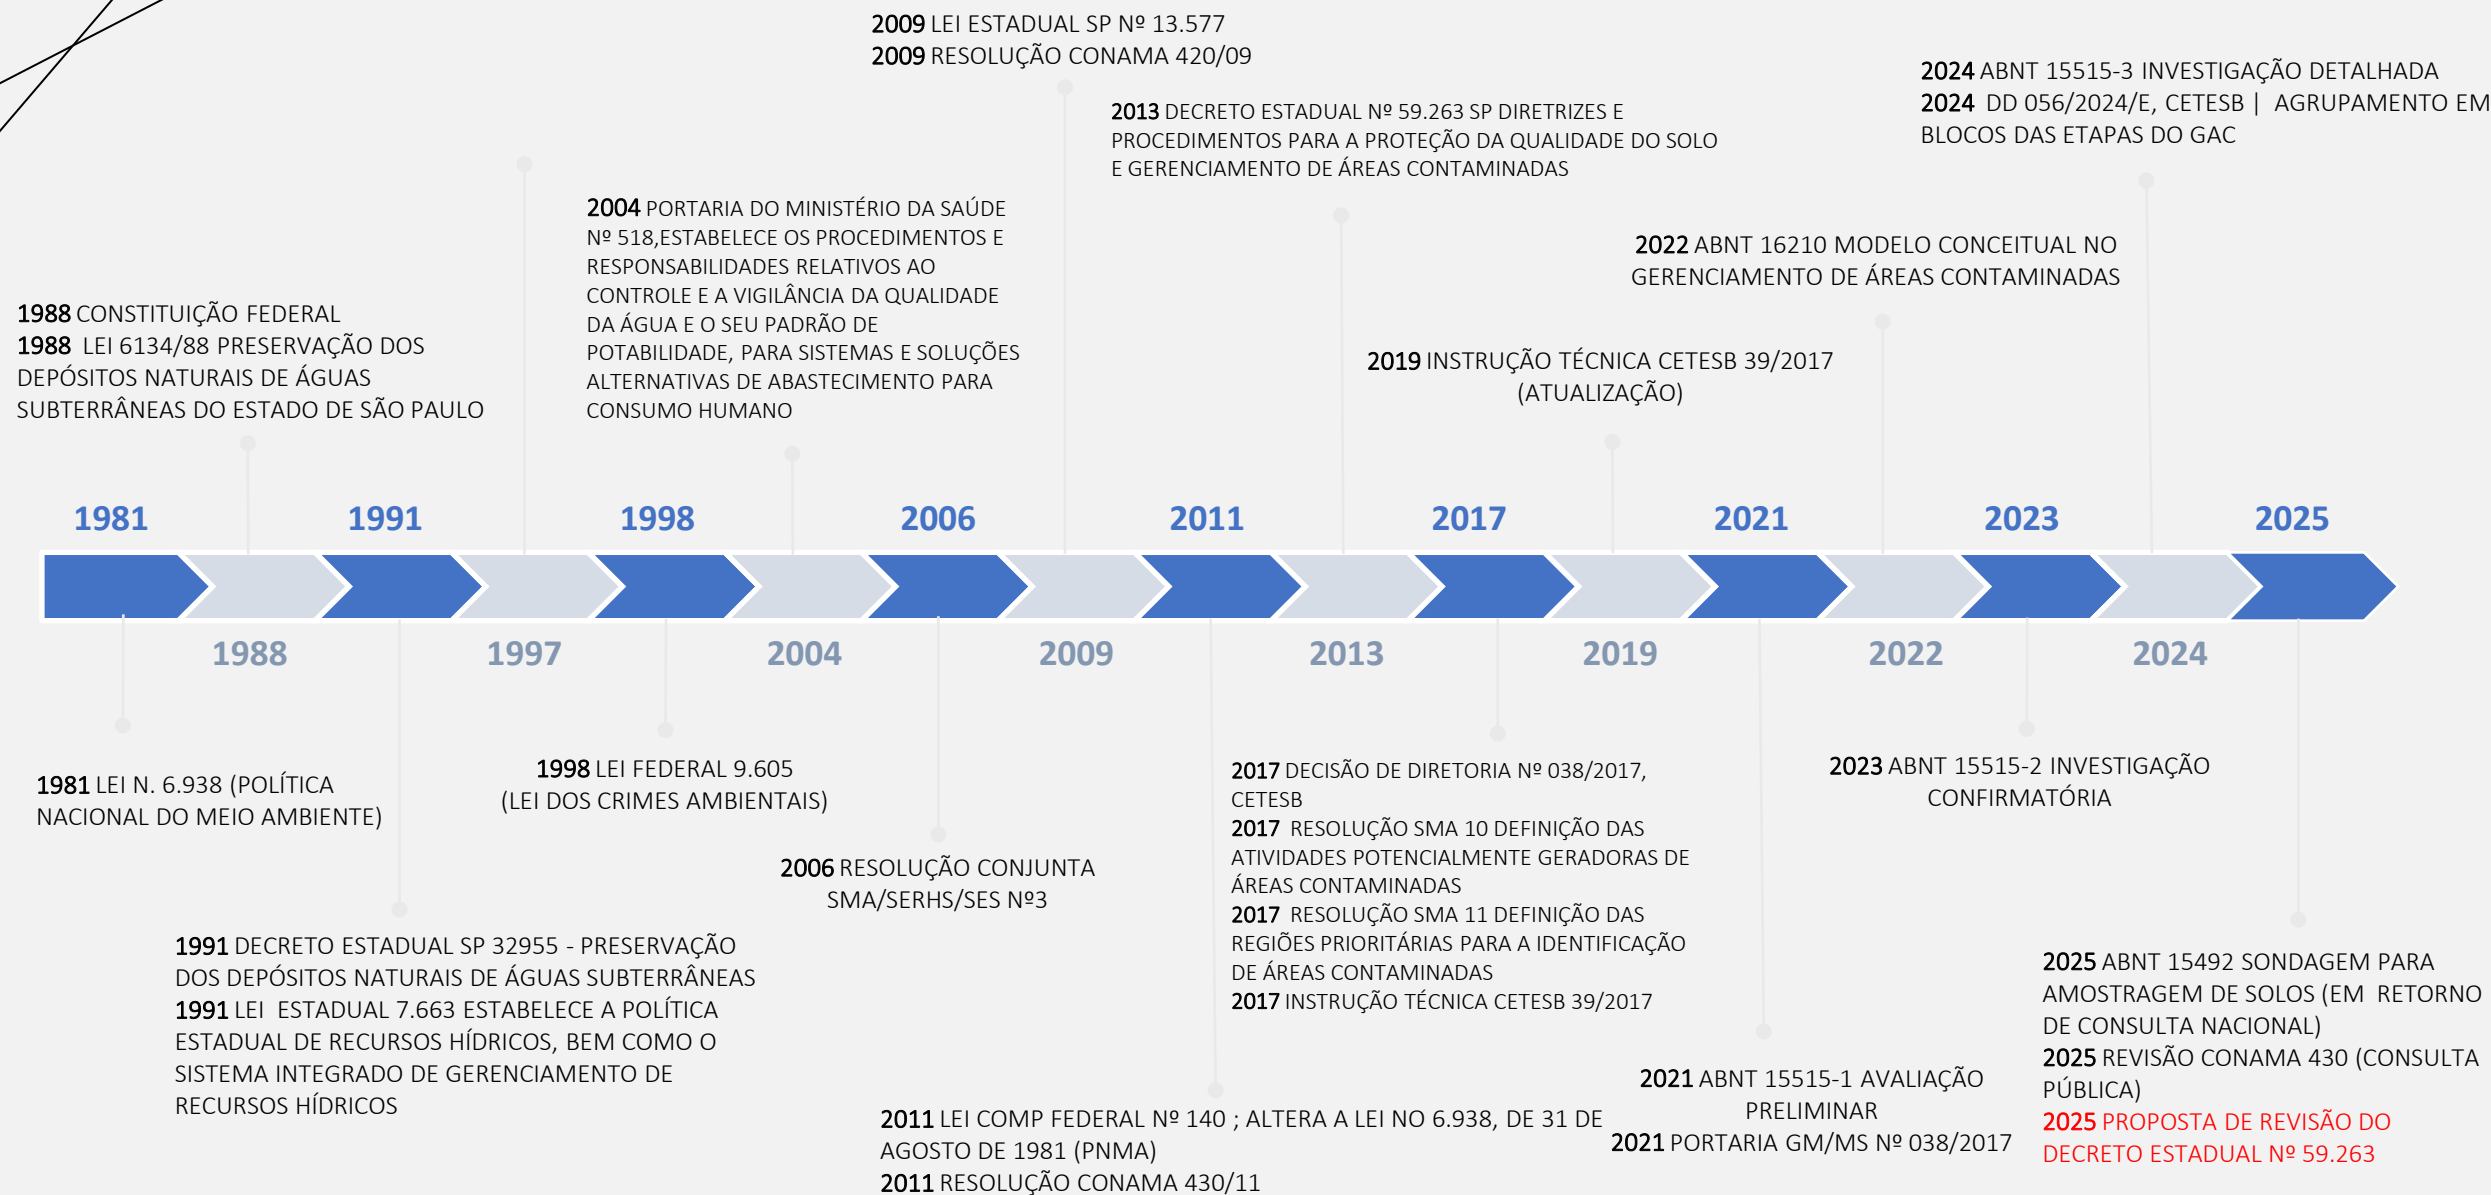 2009 LEI ESTADUAL SP Nº 13.577
2009 RESOLUÇÃO CONAMA 420/09
2024 ABNT 15515-3 INVESTIGAÇÃO DETALHADA
2024 DD 056/2024/E, CETESB | AGRUPAMENTO EM
BLOCOS DAS ETAPAS DO GAC
2013 DECRETO ESTADUAL Nº 59.263 SP DIRETRIZES E
PROCEDIMENTOS PARA A PROTEÇÃO DA QUALIDADE DO SOLO
E GERENCIAMENTO DE ÁREAS CONTAMINADAS
2004 PORTARIA DO MINISTÉRIO DA SAÚDE
Nº 518,ESTABELECE OS PROCEDIMENTOS E
RESPONSABILIDADES RELATIVOS AO
CONTROLE E A VIGILÂNCIA DA QUALIDADE
DA ÁGUA E O SEU PADRÃO DE
POTABILIDADE, PARA SISTEMAS E SOLUÇÕES
ALTERNATIVAS DE ABASTECIMENTO PARA
CONSUMO HUMANO
2022 ABNT 16210 MODELO CONCEITUAL NO
GERENCIAMENTO DE ÁREAS CONTAMINADAS
1988 CONSTITUIÇÃO FEDERAL
1988 LEI 6134/88 PRESERVAÇÃO DOS
DEPÓSITOS NATURAIS DE ÁGUAS
SUBTERRÂNEAS DO ESTADO DE SÃO PAULO
2019 INSTRUÇÃO TÉCNICA CETESB 39/2017
(ATUALIZAÇÃO)
1981 1991 1998 2006 2011 2017 2021 2023 2025
1988 1997 2004 2009 2013 2019 2022 2024
1981 LEI N. 6.938 (POLÍTICA
NACIONAL DO MEIO AMBIENTE)
1998 LEI FEDERAL 9.605
(LEI DOS CRIMES AMBIENTAIS)
2006 RESOLUÇÃO CONJUNTA
SMA/SERHS/SES Nº3
2017 DECISÃO DE DIRETORIA Nº 038/2017,
CETESB
2017 RESOLUÇÃO SMA 10 DEFINIÇÃO DAS
ATIVIDADES POTENCIALMENTE GERADORAS DE
ÁREAS CONTAMINADAS
2017 RESOLUÇÃO SMA 11 DEFINIÇÃO DAS
REGIÕES PRIORITÁRIAS PARA A IDENTIFICAÇÃO
DE ÁREAS CONTAMINADAS
2017 INSTRUÇÃO TÉCNICA CETESB 39/2017
2023 ABNT 15515-2 INVESTIGAÇÃO
CONFIRMATÓRIA
1991 DECRETO ESTADUAL SP 32955 - PRESERVAÇÃO
DOS DEPÓSITOS NATURAIS DE ÁGUAS SUBTERRÂNEAS
1991 LEI ESTADUAL 7.663 ESTABELECE A POLÍTICA
ESTADUAL DE RECURSOS HÍDRICOS, BEM COMO O
SISTEMA INTEGRADO DE GERENCIAMENTO DE
RECURSOS HÍDRICOS
2011 LEI COMP FEDERAL Nº 140 ; ALTERA A LEI NO 6.938, DE 31 DE
AGOSTO DE 1981 (PNMA)
2011 RESOLUÇÃO CONAMA 430/11
2021 ABNT 15515-1 AVALIAÇÃO
PRELIMINAR
2021 PORTARIA GM/MS Nº 038/2017
2025 ABNT 15492 SONDAGEM PARA
AMOSTRAGEM DE SOLOS (EM RETORNO
DE CONSULTA NACIONAL)
2025 REVISÃO CONAMA 430 (CONSULTA
PÚBLICA)
2025 PROPOSTA DE REVISÃO DO
DECRETO ESTADUAL Nº 59.263